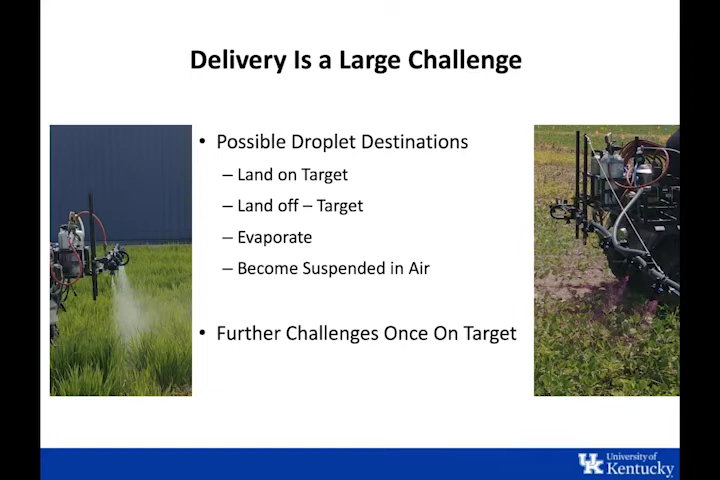 Delivery Is a Large Challenge
• Possible Droplet Destinations
– Land on Target
– Land off – Target
– Evaporate
– Become Suspended in Air
• Further Challenges Once On Target
UK University of
Kentucky